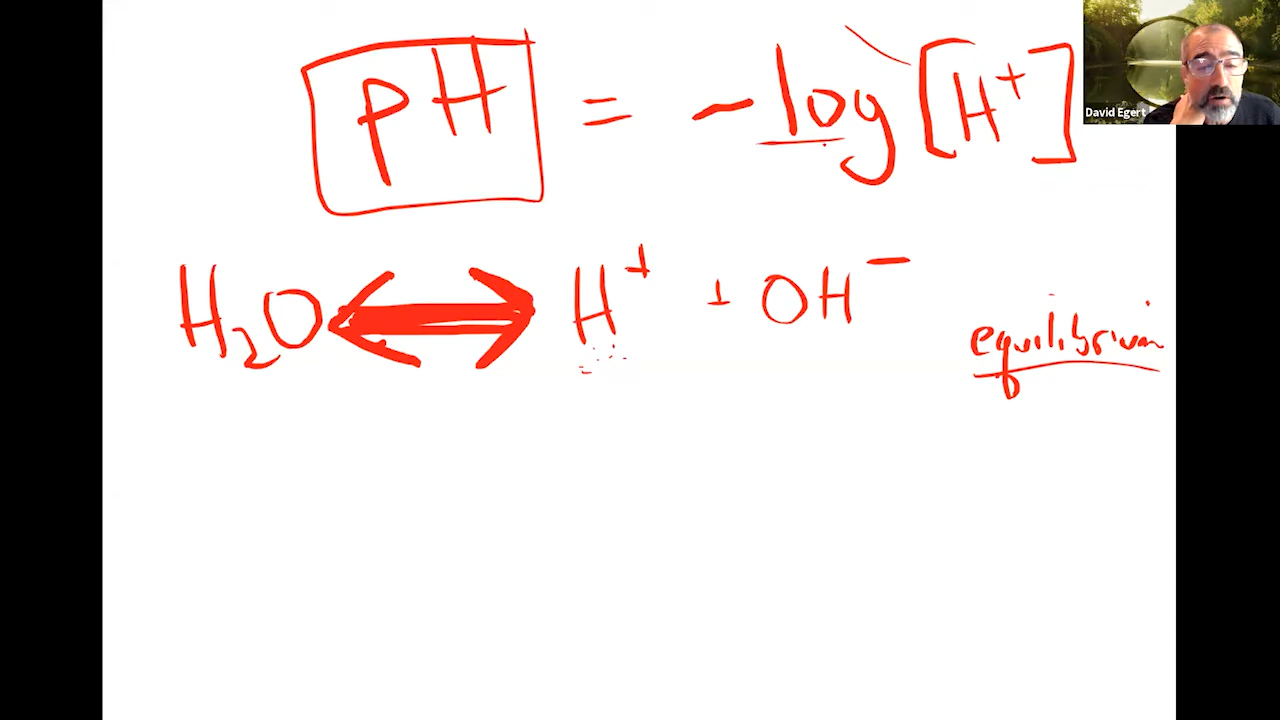 pH = -log [H⁺]
David Egert
H₂O ↔ H⁺ + OH⁻
equilibrium